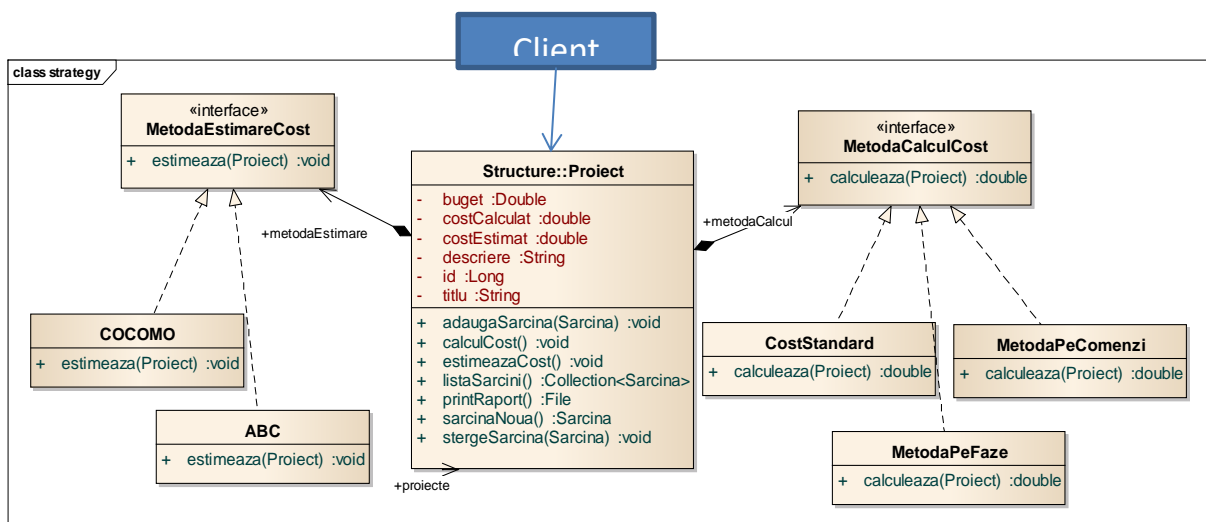 Client
class strategy
«interface»
MetodaEstimareCost
+ estimeaza(Proiect) :void
«interface»
MetodaCalculCost
+ calculeaza(Proiect) :double
Structure::Proiect
- buget :Double
- costCalculat :double
- costEstimat :double
- descriere :String
- id :Long
- titlu :String
+ adaugaSarcina(Sarcina) :void
+ calculCost() :void
+ estimeazaCost() :void
+ listaSarcini() :Collection<Sarcina>
+ printRaport() :File
+ sarcinaNoua() :Sarcina
+ stergeSarcina(Sarcina) :void
+metodaEstimare
+metodaCalcul
COCOMO
+ estimeaza(Proiect) :void
ABC
+ estimeaza(Proiect) :void
CostStandard
+ calculeaza(Proiect) :double
MetodaPeComenzi
+ calculeaza(Proiect) :double
MetodaPeFaze
+ calculeaza(Proiect) :double
+proiecte